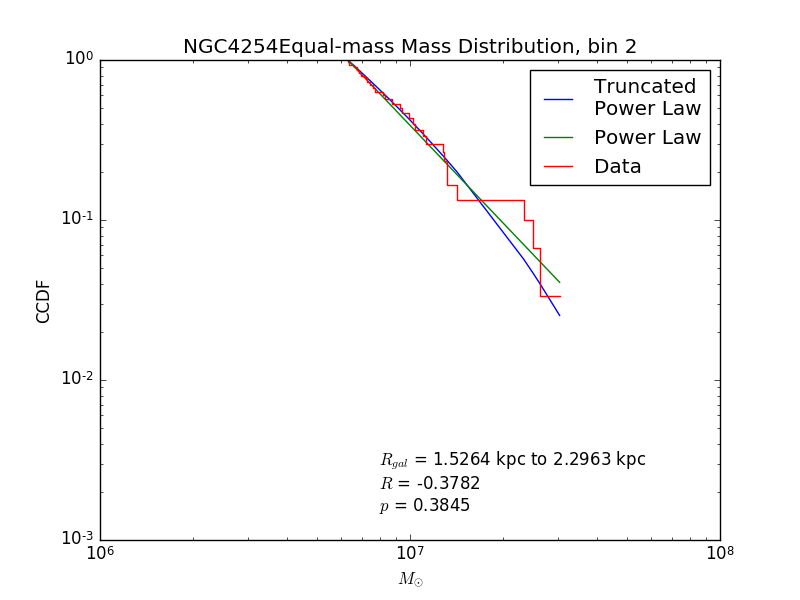 NGC4254Equal-mass Mass Distribution, bin 2
10⁰
10⁻¹
10⁻²
10⁻³
CCDF
Truncated
Power Law
Power Law
Data
R_gal = 1.5264 kpc to 2.2963 kpc
R = -0.3782
p = 0.3845
10⁶ 10⁷ 10⁸
M_⊙